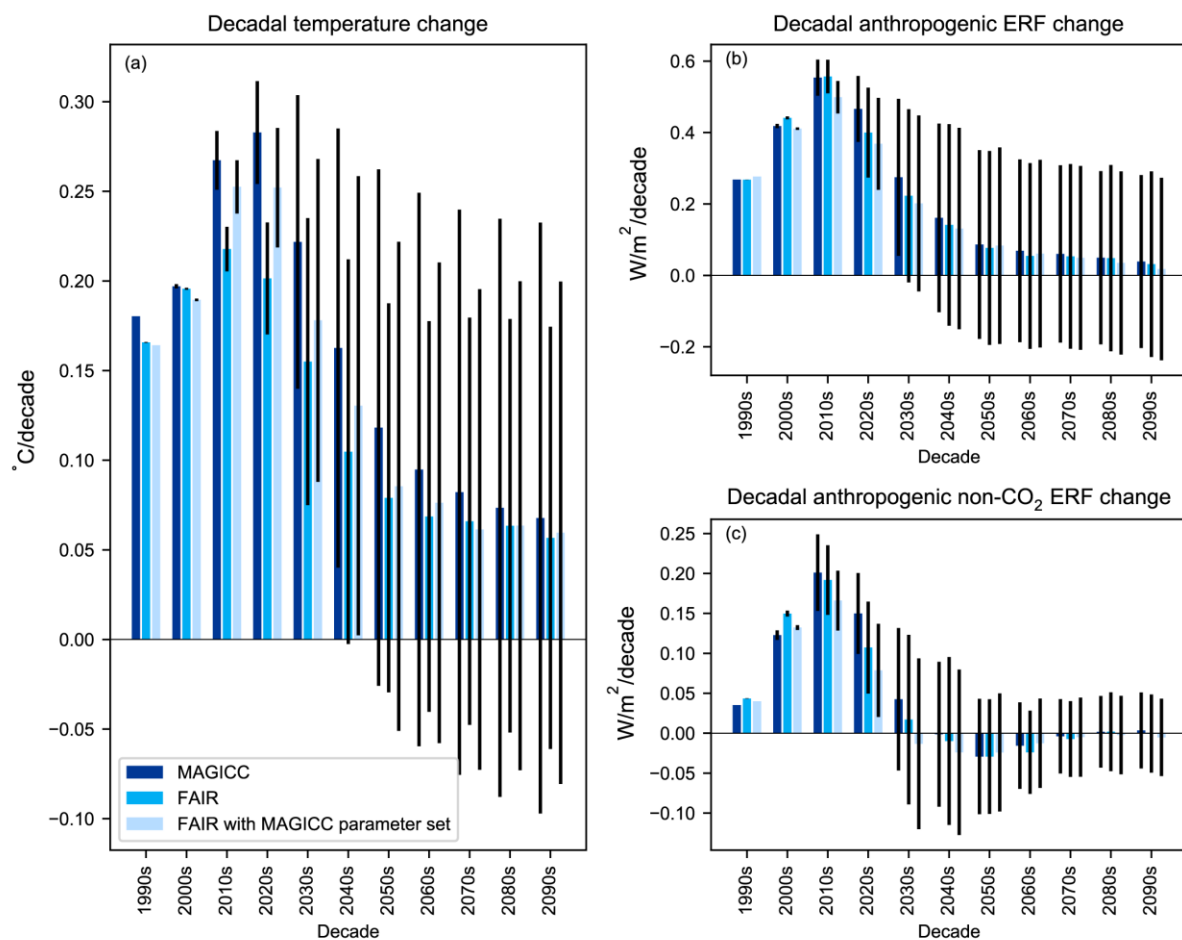 Decadal temperature change
(a)
0.30
0.25
0.20
0.15
0.10
0.05
0.00
−0.05
−0.10
°C/decade
MAGICC
FAIR
FAIR with MAGICC parameter set
1990s
2000s
2010s
2020s
2030s
2040s
2050s
2060s
2070s
2080s
2090s
Decade
Decadal anthropogenic ERF change
(b)
0.6
0.4
0.2
0.0
−0.2
W/m²/decade
1990s
2000s
2010s
2020s
2030s
2040s
2050s
2060s
2070s
2080s
2090s
Decade
Decadal anthropogenic non-CO₂ ERF change
(c)
0.25
0.20
0.15
0.10
0.05
0.00
−0.05
−0.10
W/m²/decade
1990s
2000s
2010s
2020s
2030s
2040s
2050s
2060s
2070s
2080s
2090s
Decade